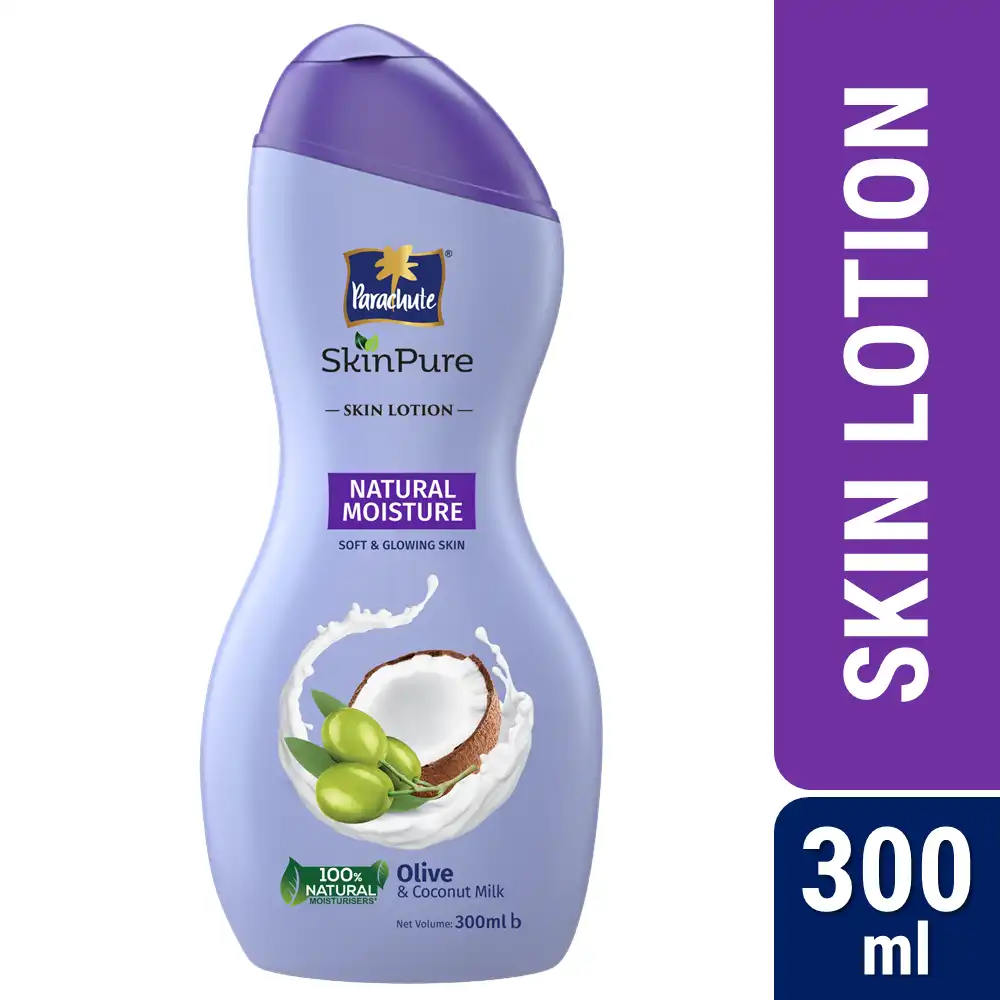 Parachute®
SkinPure
SKIN LOTION
NATURAL
MOISTURE
SOFT & GLOWING SKIN
100%
NATURAL
MOISTURISERS*
Olive
& Coconut Milk
Net Volume: 300ml b
SKIN LOTION
300
ml